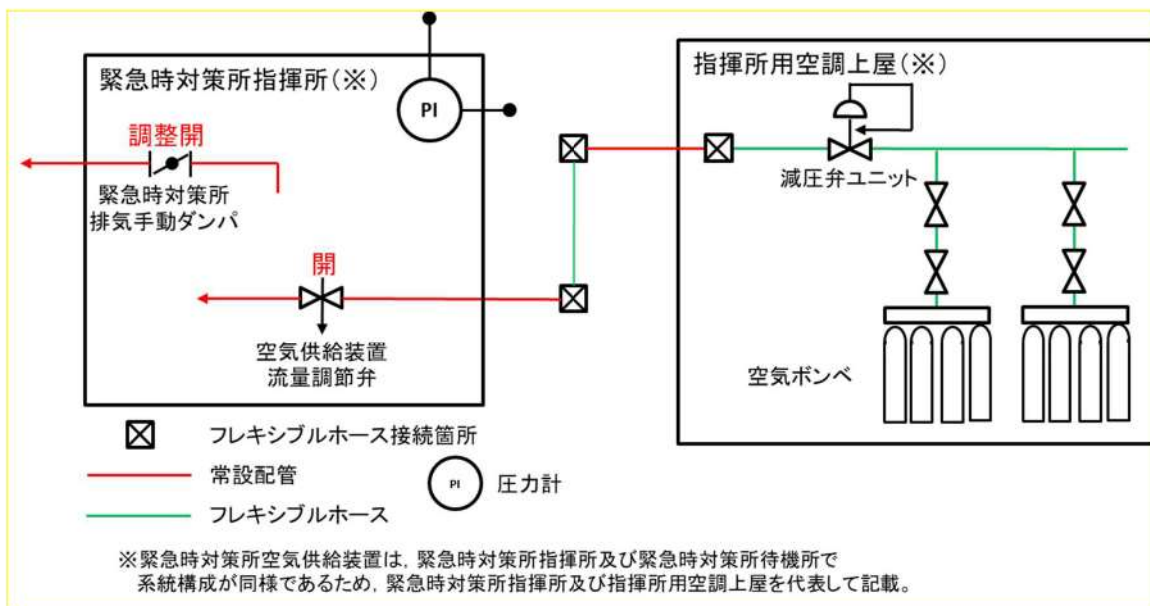 緊急時対策所指揮所(※)
PI
調整開
緊急時対策所
排気手動ダンパ
開
空気供給装置
流量調節弁
指揮所用空調上屋(※)
減圧弁ユニット
空気ボンベ
フレキシブルホース接続箇所
常設配管
PI 圧力計
フレキシブルホース
※緊急時対策所空気供給装置は,緊急時対策所指揮所及び緊急時対策所待機所で
系統構成が同様であるため,緊急時対策所指揮所及び指揮所用空調上屋を代表して記載。